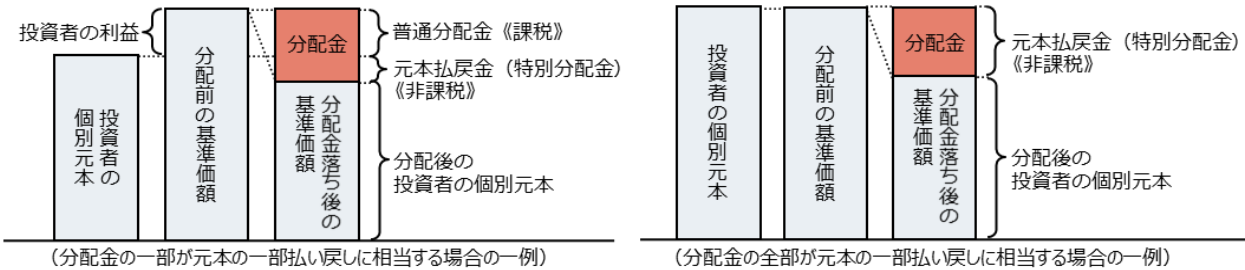 投資者の利益
投資者の
個別元本
分配前の基準価額
分配金
分配金落ち後の
基準価額
普通分配金《課税》
元本払戻金（特別分配金）
《非課税》
分配後の
投資者の個別元本
（分配金の一部が元本の一部払い戻しに相当する場合の一例）
投資者の個別元本
分配前の基準価額
分配金
分配金落ち後の
基準価額
元本払戻金（特別分配金）
《非課税》
分配後の
投資者の個別元本
（分配金の全部が元本の一部払い戻しに相当する場合の一例）